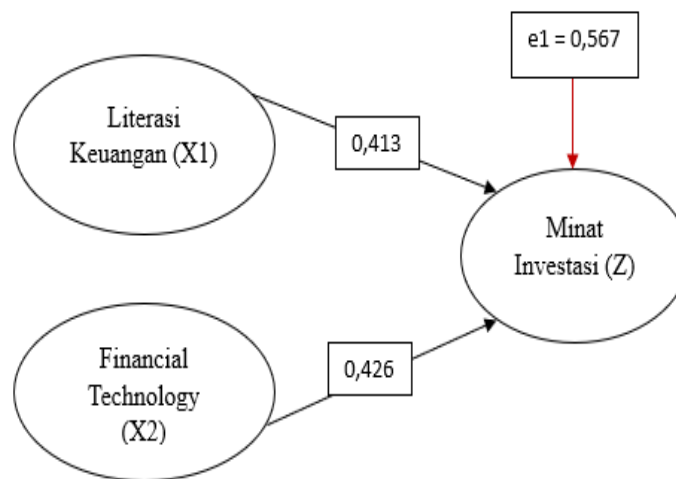 e1 = 0,567
Literasi
Keuangan (X1)
0,413
Minat
Investasi (Z)
Financial
Technology
(X2)
0,426